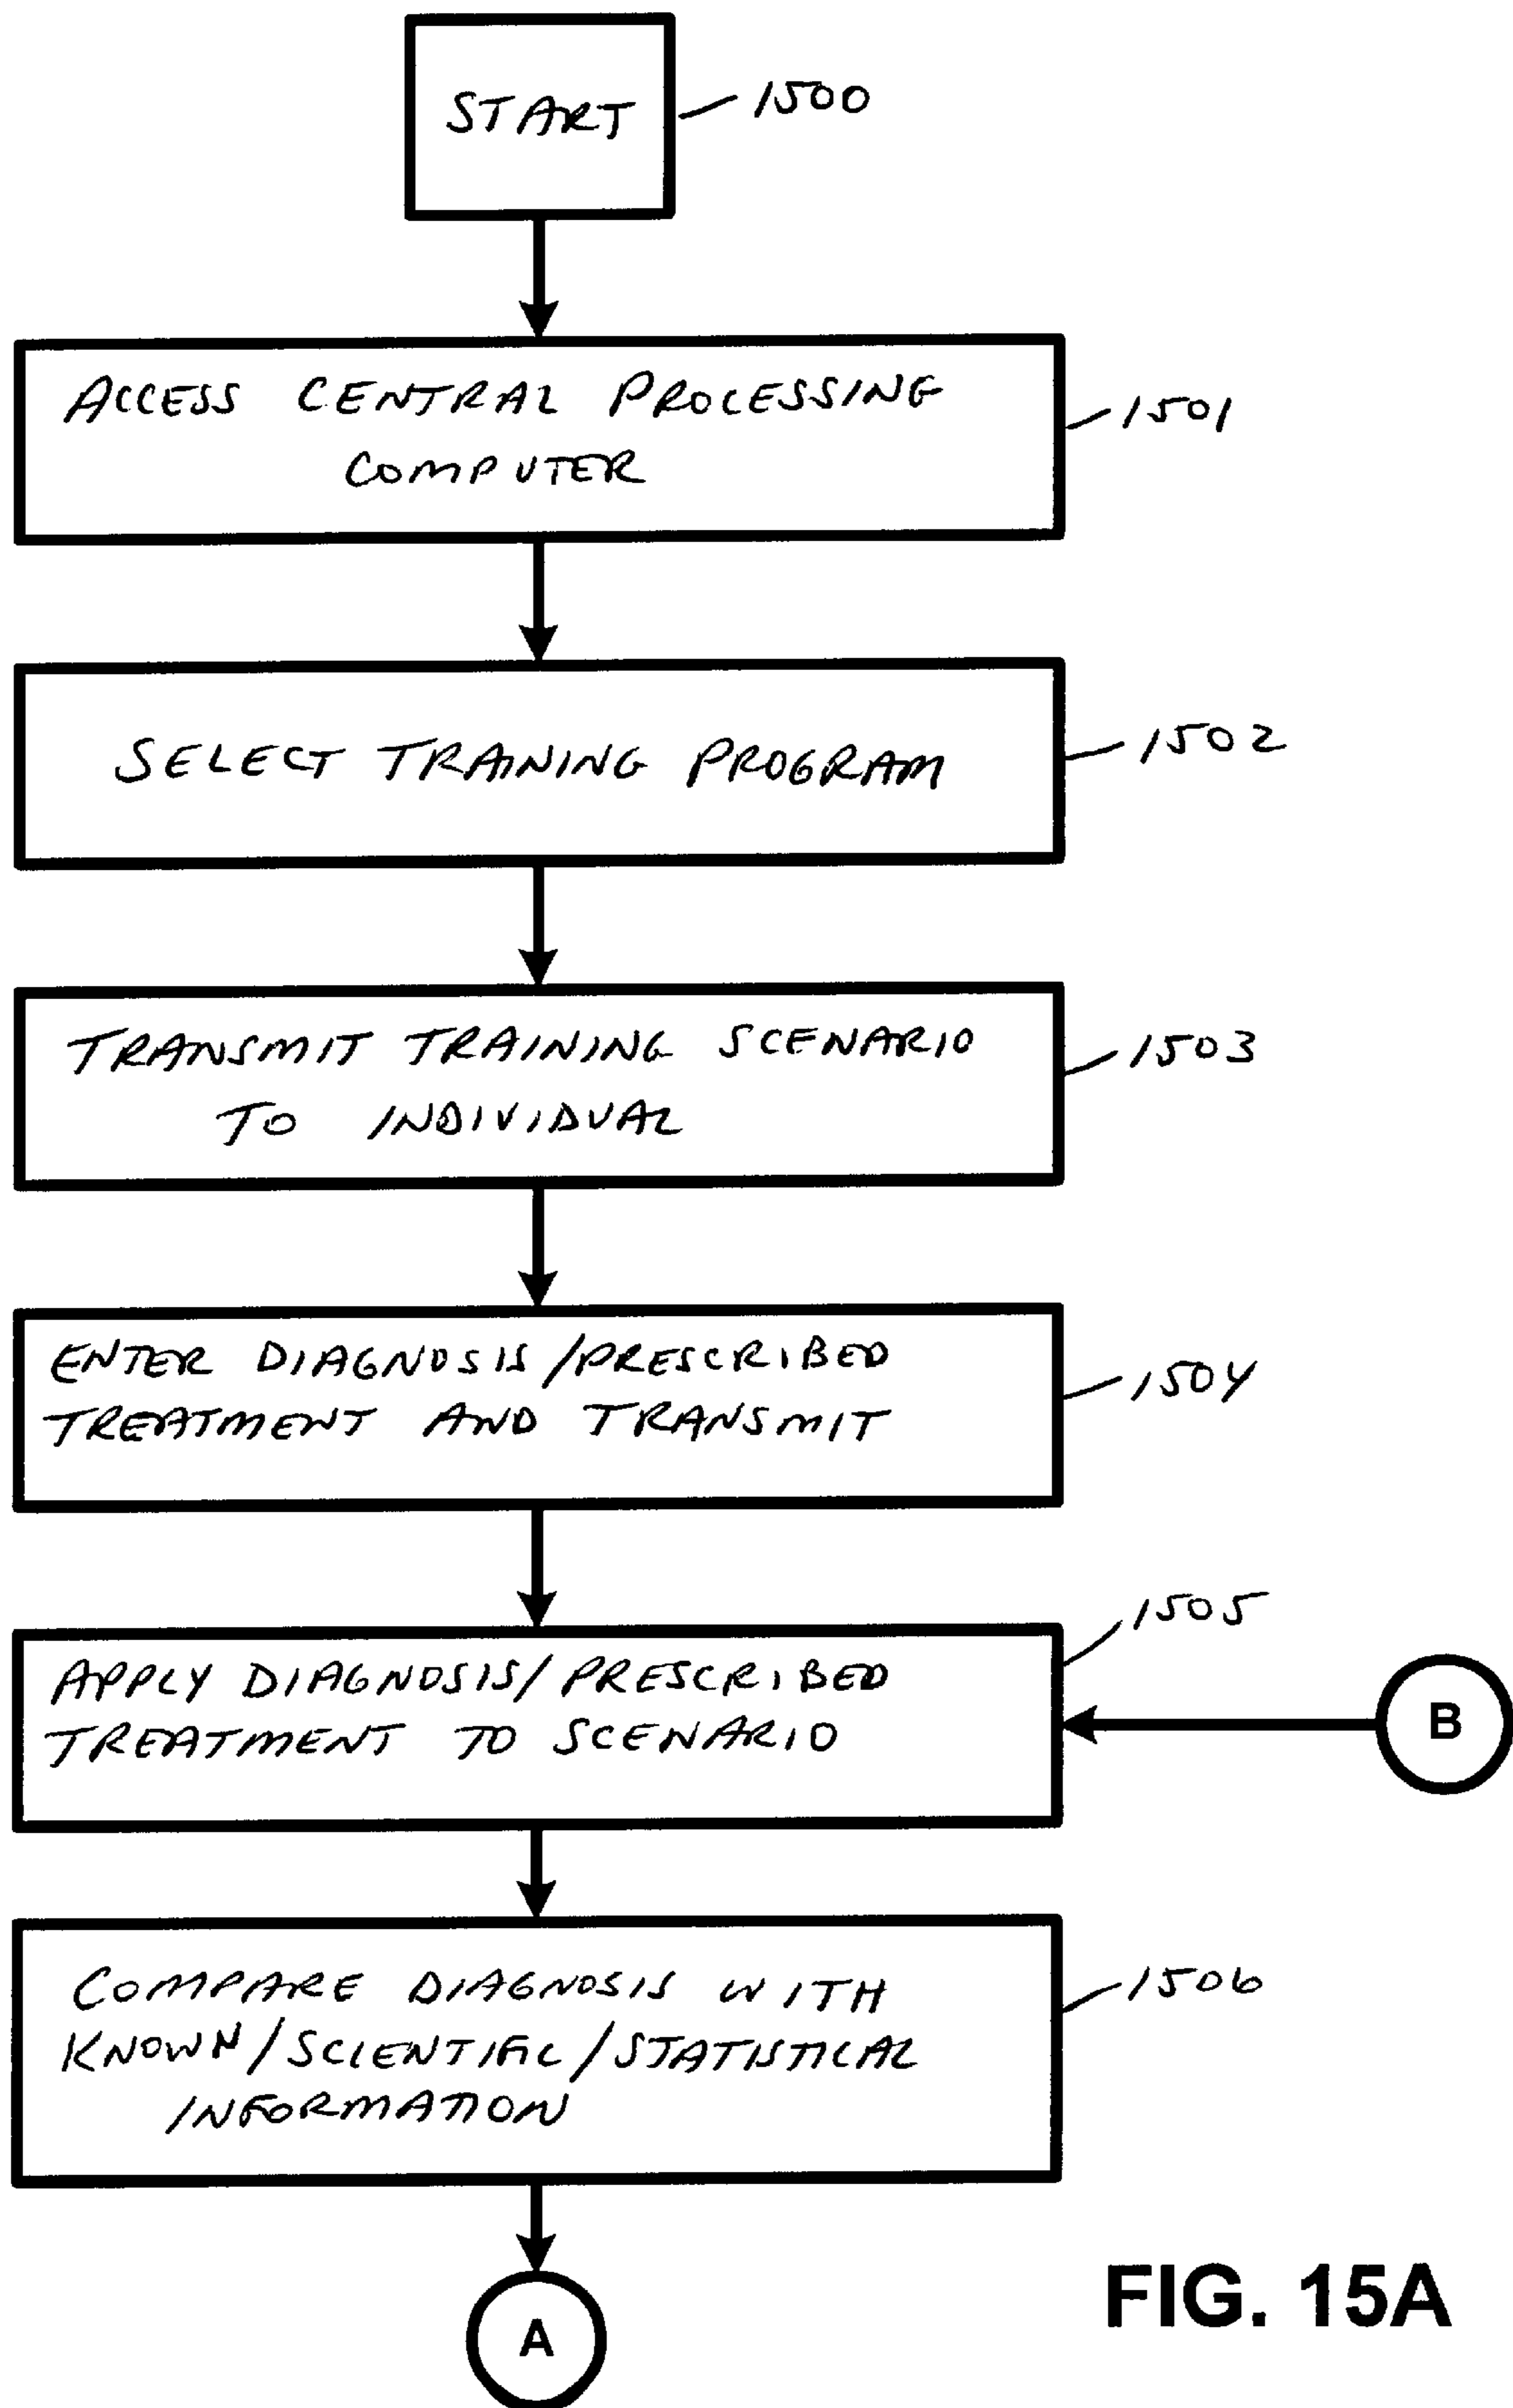 START
1500
ACCESS CENTRAL PROCESSING
COMPUTER
1501
SELECT TRAINING PROGRAM
1502
TRANSMIT TRAINING SCENARIO
TO INDIVIDUAL
1503
ENTER DIAGNOSIS/PRESCRIBED
TREATMENT AND TRANSMIT
1504
APPLY DIAGNOSIS/PRESCRIBED
TREATMENT TO SCENARIO
1505
B
COMPARE DIAGNOSIS WITH
KNOWN/SCIENTIFIC/STATISTICAL
INFORMATION
1506
A
FIG. 15A